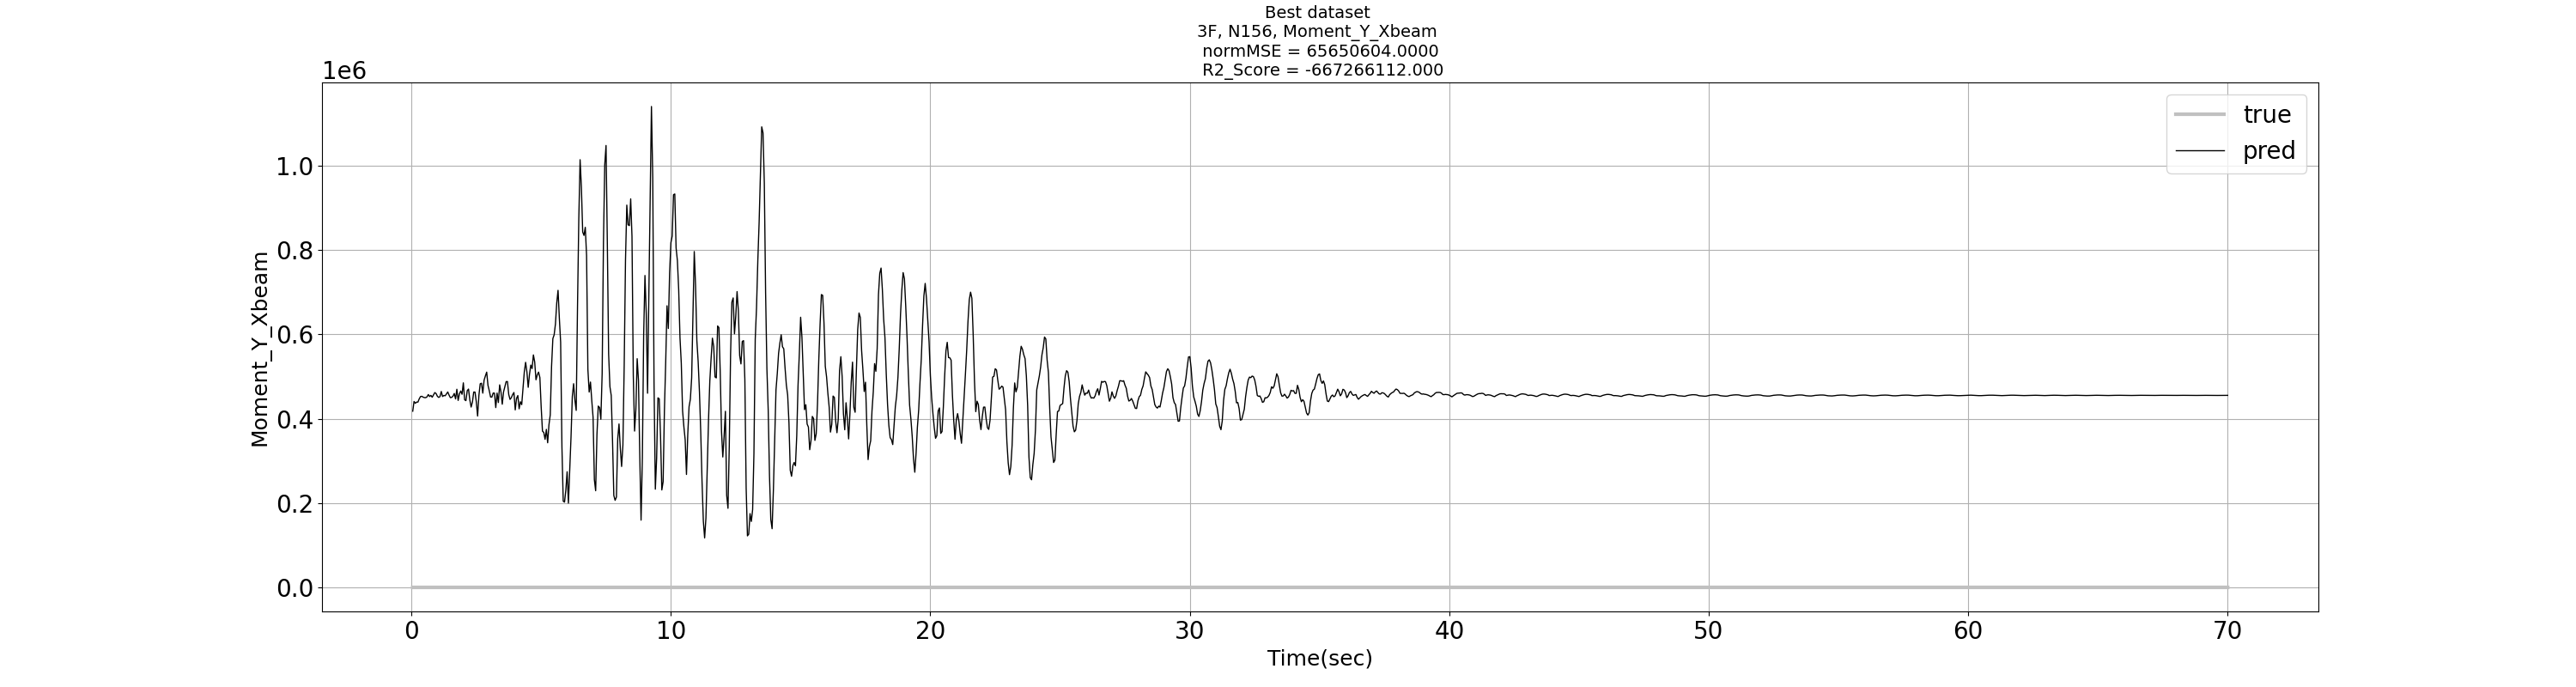 Best dataset
3F, N156, Moment_Y_Xbeam
normMSE = 65650604.0000
R2_Score = -667266112.000
1e6
true
pred
1.0
0.8
0.6
0.4
0.2
0.0
Moment_Y_Xbeam
0 10 20 30 40 50 60 70
Time(sec)